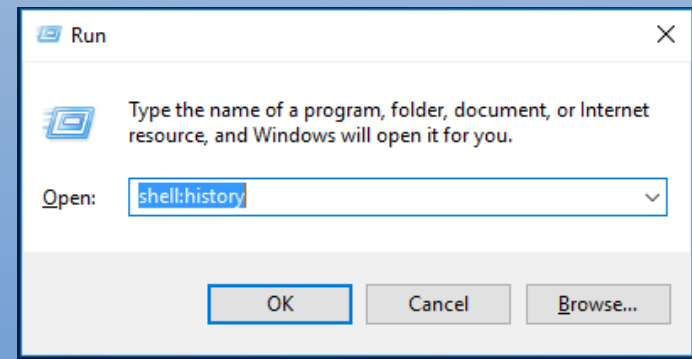 Run
Type the name of a program, folder, document, or Internet
resource, and Windows will open it for you.
Open:
shell:history
OK
Cancel
Browse...